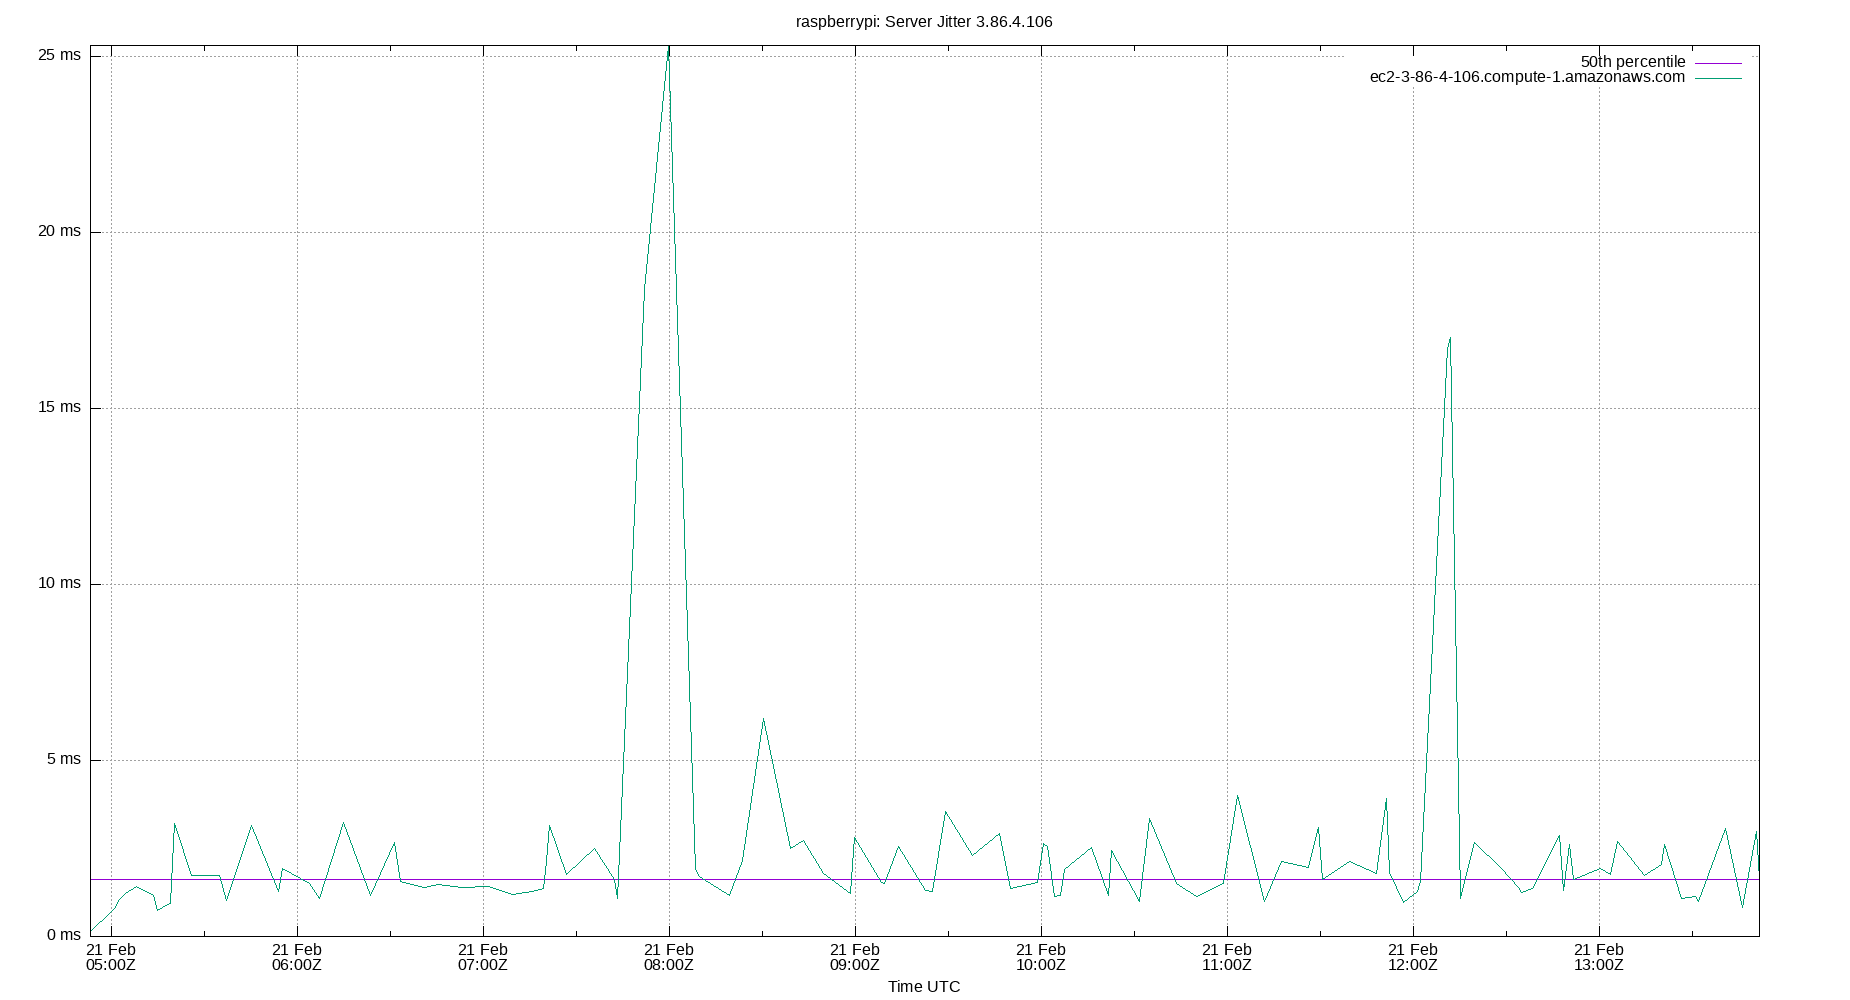 raspberrypi: Server Jitter 3.86.4.106
25 ms
20 ms
15 ms
10 ms
5 ms
0 ms
50th percentile
ec2-3-86-4-106.compute-1.amazonaws.com
21 Feb
05:00Z
21 Feb
06:00Z
21 Feb
07:00Z
21 Feb
08:00Z
21 Feb
09:00Z
21 Feb
10:00Z
21 Feb
11:00Z
21 Feb
12:00Z
21 Feb
13:00Z
Time UTC